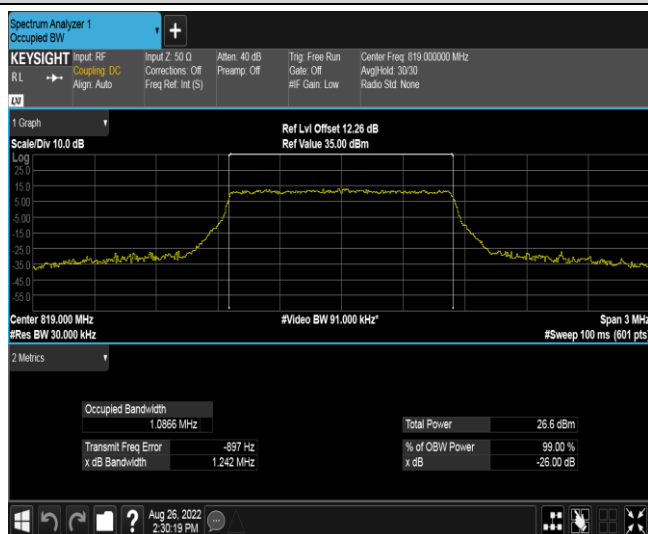 Spectrum Analyzer 1
Occupied BW
▼
+
KEYSIGHT
RL
LXI
Input: RF
Coupling: DC
Align: Auto
Input Z: 50 Ω
Corrections: Off
Freq Ref: Int (S)
Atten: 40 dB
Preamp: Off
Trig: Free Run
Gate: Off
#IF Gain: Low
Center Freq: 819.000000 MHz
Avg|Hold: 30/30
Radio Std: None
1 Graph
Scale/Div 10.0 dB
Ref Lvl Offset 12.26 dB
Ref Value 35.00 dBm
Log
25.0
15.0
5.00
-5.00
-15.0
-25.0
-35.0
-45.0
-55.0
Center 819.000 MHz
#Res BW 30.000 kHz
#Video BW 91.000 kHz*
Span 3 MHz
#Sweep 100 ms (601 pts)
2 Metrics
Occupied Bandwidth
1.0866 MHz
Transmit Freq Error -897 Hz
x dB Bandwidth 1.242 MHz
Total Power 26.6 dBm
% of OBW Power 99.00 %
x dB -26.00 dB
?
Aug 26, 2022
2:30:19 PM